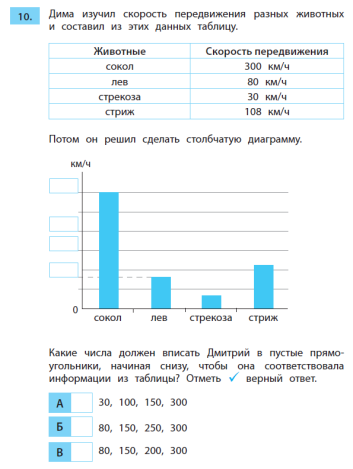 10. Дима изучил скорость передвижения разных животных
и составил из этих данных таблицу.
Животные Скорость передвижения
сокол 300 км/ч
лев 80 км/ч
стрекоза 30 км/ч
стриж 108 км/ч
Потом он решил сделать столбчатую диаграмму.
км/ч
0
сокол лев стрекоза стриж
Какие числа должен вписать Дмитрий в пустые прямо-
угольники, начиная снизу, чтобы она соответствовала
информации из таблицы? Отметь ✓ верный ответ.
А 30, 100, 150, 300
Б 80, 150, 250, 300
В 80, 150, 200, 300